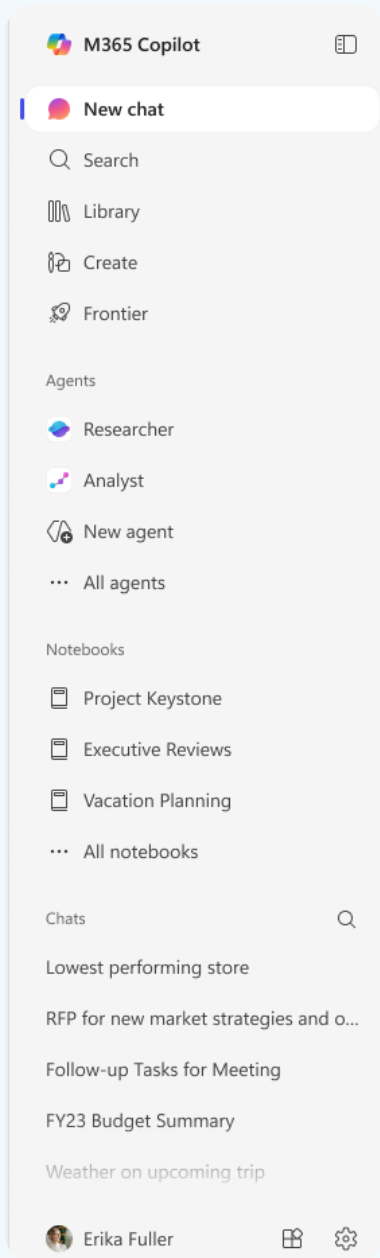 M365 Copilot
New chat
Search
Library
Create
Frontier
Agents
Researcher
Analyst
New agent
All agents
Notebooks
Project Keystone
Executive Reviews
Vacation Planning
All notebooks
Chats
Lowest performing store
RFP for new market strategies and o...
Follow-up Tasks for Meeting
FY23 Budget Summary
Weather on upcoming trip
Erika Fuller